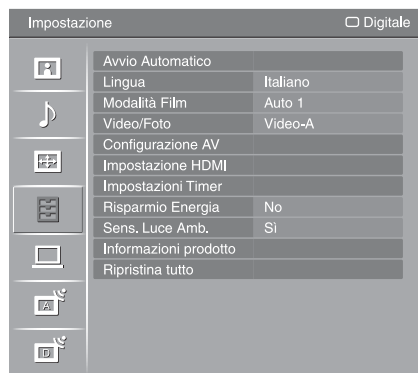 Impostazione Digitale
Avvio Automatico
Lingua Italiano
Modalità Film Auto 1
Video/Foto Video-A
Configurazione AV
Impostazione HDMI
Impostazioni Timer
Risparmio Energia No
Sens. Luce Amb. Sì
Informazioni prodotto
Ripristina tutto
A
D